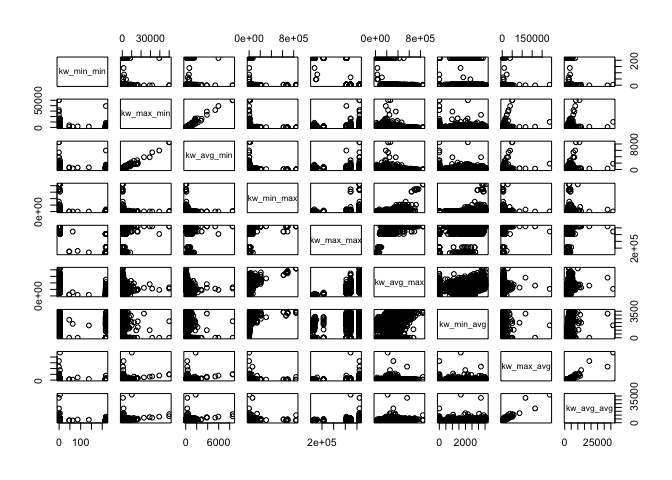 0 30000 0e+00 8e+05 0e+00 8e+05 0 150000
kw_min_min 0 200
0 50000 kw_max_min
kw_avg_min 0 8000
0e+00 kw_min_max
kw_max_max 2e+05
0e+00 kw_avg_max
kw_min_avg 0 35000
0 kw_max_avg
kw_avg_avg 0 35000
0 100 0 6000 2e+05 0 2000 0 25000